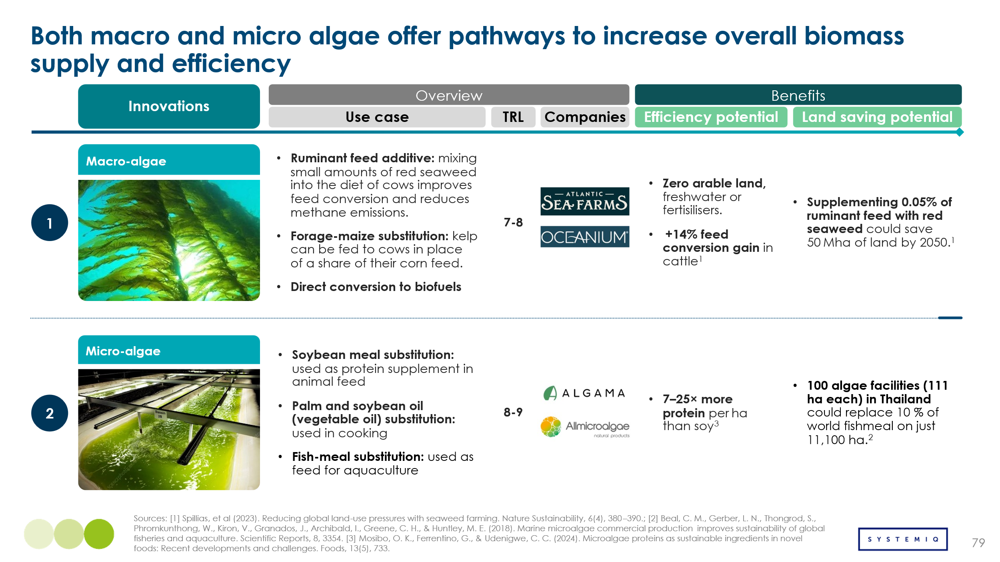 Both macro and micro algae offer pathways to increase overall biomass
supply and efficiency
Innovations
Overview
Benefits
Use case
TRL
Companies
Efficiency potential
Land saving potential
1
Macro-algae
• Ruminant feed additive: mixing
small amounts of red seaweed
into the diet of cows improves
feed conversion and reduces
methane emissions.
• Forage-maize substitution: kelp
can be fed to cows in place
of a share of their corn feed.
• Direct conversion to biofuels
7-8
ATLANTIC
SEA FARMS
OCEANIUM
• Zero arable land,
freshwater or
fertisilisers.
• +14% feed
conversion gain in
cattle1
• Supplementing 0.05% of
ruminant feed with red
seaweed could save
50 Mha of land by 2050.1
2
Micro-algae
Bassin
2B
• Soybean meal substitution:
used as protein supplement in
animal feed
• Palm and soybean oil
(vegetable oil) substitution:
used in cooking
• Fish-meal substitution: used as
feed for aquaculture
8-9
ALGAMA
Allmicroalgae
natural products
• 7–25× more
protein per ha
than soy3
• 100 algae facilities (111
ha each) in Thailand
could replace 10 % of
world fishmeal on just
11,100 ha.2
Sources: [1] Spillias, et al (2023). Reducing global land-use pressures with seaweed farming. Nature Sustainability, 6(4), 380–390.; [2] Beal, C. M., Gerber, L. N., Thongrod, S.,
Phromkunthong, W., Kiron, V., Granados, J., Archibald, I., Greene, C. H., & Huntley, M. E. (2018). Marine microalgae commercial production improves sustainability of global
fisheries and aquaculture. Scientific Reports, 8, 3354. [3] Mosibo, O. K., Ferrentino, G., & Udenigwe, C. C. (2024). Microalgae proteins as sustainable ingredients in novel
foods: Recent developments and challenges. Foods, 13(5), 733.
SYSTEMIQ
79